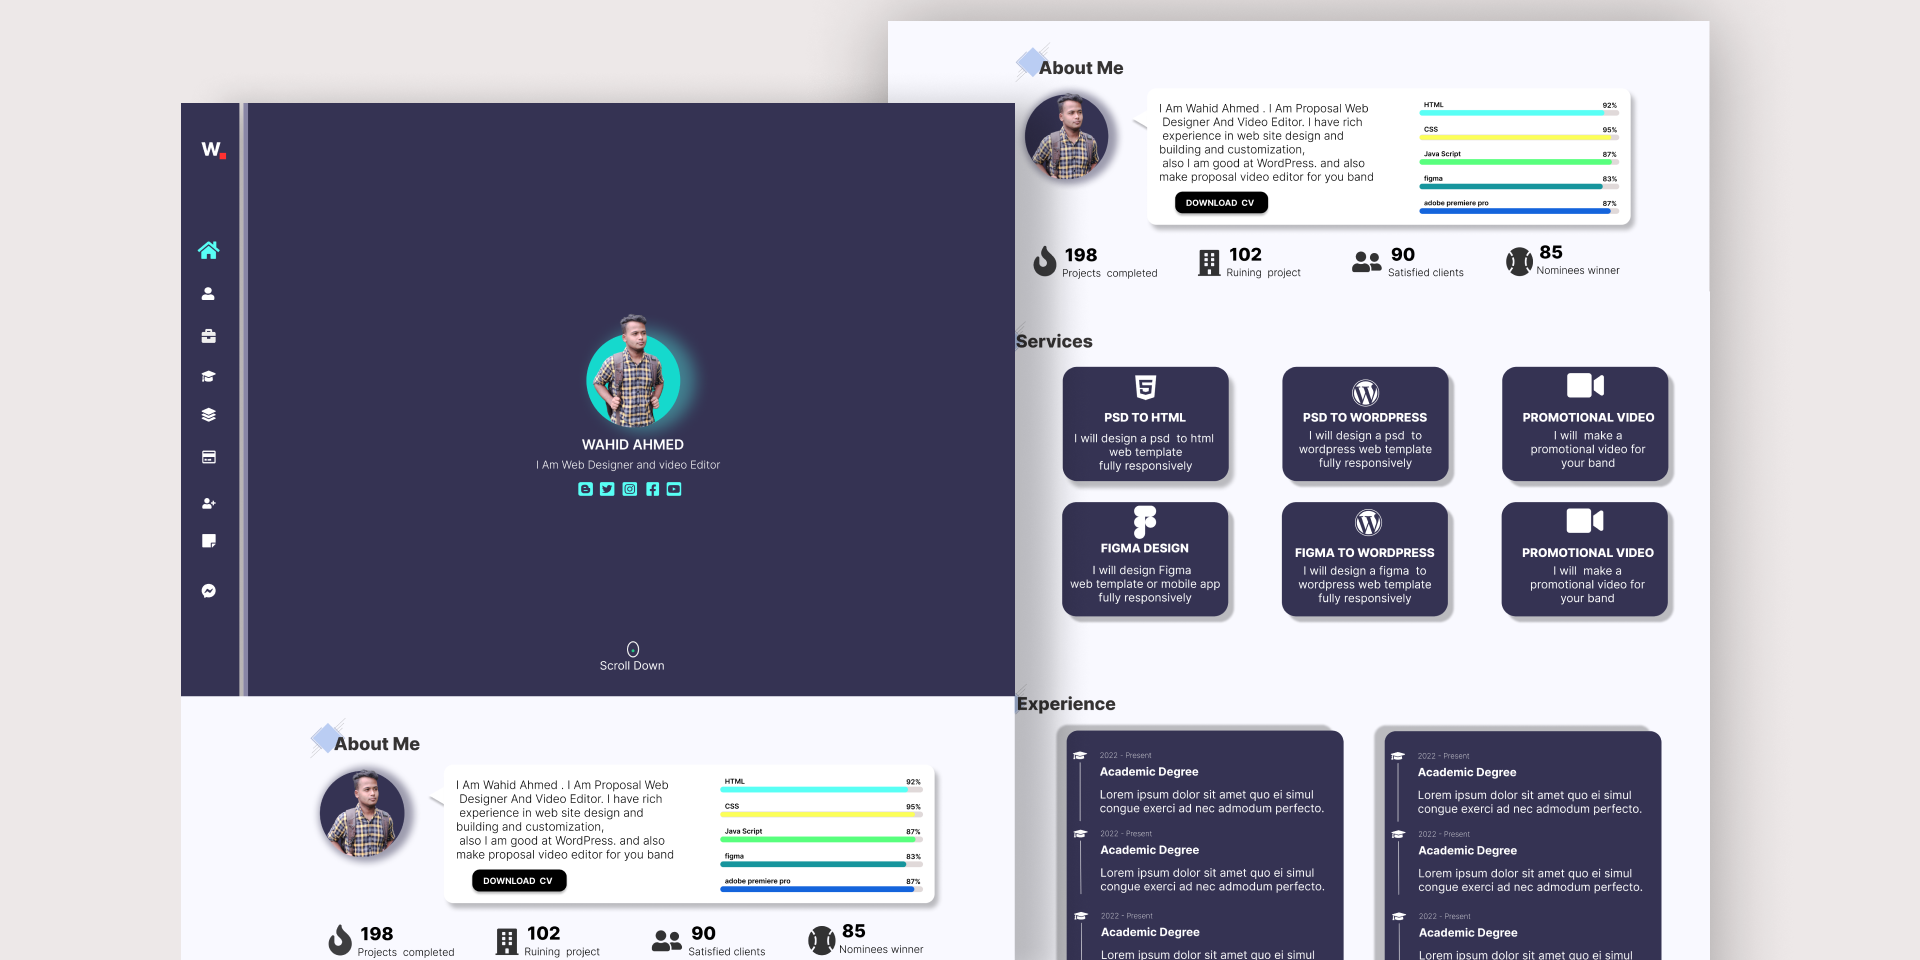 W.
WAHID AHMED
I Am Web Designer and video Editor
Scroll Down
About Me
I Am Wahid Ahmed . I Am Proposal Web
Designer And Video Editor. I have rich
experience in web site design and
building and customization,
also I am good at WordPress. and also
make proposal video editor for you band
DOWNLOAD CV
HTML 92%
CSS 95%
Java Script 87%
figma 83%
adobe premiere pro 87%
198
Projects completed
102
Ruining project
90
Satisfied clients
85
Nominees winner
About Me
I Am Wahid Ahmed . I Am Proposal Web
Designer And Video Editor. I have rich
experience in web site design and
building and customization,
also I am good at WordPress. and also
make proposal video editor for you band
DOWNLOAD CV
HTML 92%
CSS 95%
Java Script 87%
figma 83%
adobe premiere pro 87%
198
Projects completed
102
Ruining project
90
Satisfied clients
85
Nominees winner
Services
PSD TO HTML
I will design a psd to html
web template
fully responsively
PSD TO WORDPRESS
I will design a psd to
wordpress web template
fully responsively
PROMOTIONAL VIDEO
I will make a
promotional video for
your band
FIGMA DESIGN
I will design Figma
web template or mobile app
fully responsively
FIGMA TO WORDPRESS
I will design a figma to
wordpress web template
fully responsively
PROMOTIONAL VIDEO
I will make a
promotional video for
your band
Experience
2022 - Present
Academic Degree
Lorem ipsum dolor sit amet quo ei simul
congue exerci ad nec admodum perfecto.
2022 - Present
Academic Degree
Lorem ipsum dolor sit amet quo ei simul
congue exerci ad nec admodum perfecto.
2022 - Present
Academic Degree
Lorem ipsum dolor sit amet quo ei simul
2022 - Present
Academic Degree
Lorem ipsum dolor sit amet quo ei simul
congue exerci ad nec admodum perfecto.
2022 - Present
Academic Degree
Lorem ipsum dolor sit amet quo ei simul
congue exerci ad nec admodum perfecto.
2022 - Present
Academic Degree
Lorem ipsum dolor sit amet quo ei simul